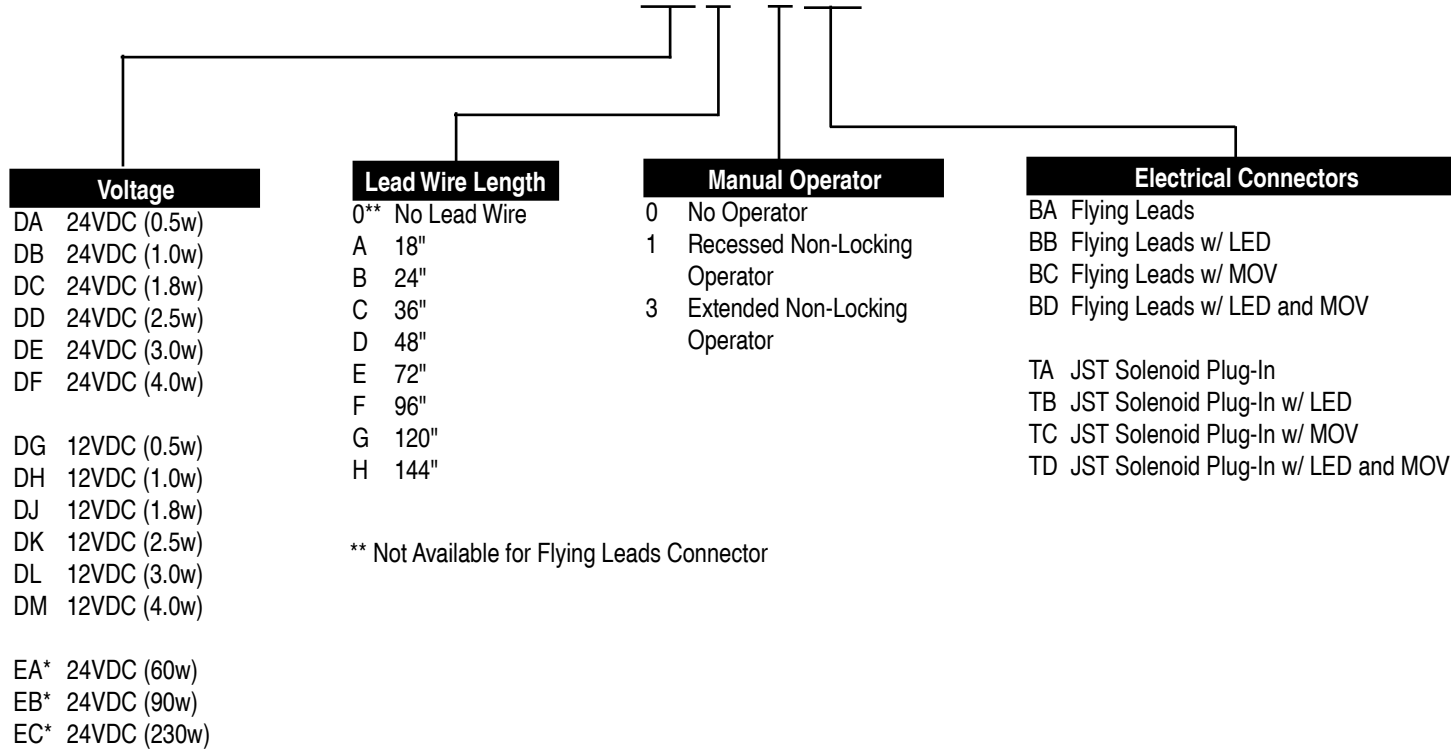 Voltage
DA 24VDC (0.5w)
DB 24VDC (1.0w)
DC 24VDC (1.8w)
DD 24VDC (2.5w)
DE 24VDC (3.0w)
DF 24VDC (4.0w)
DG 12VDC (0.5w)
DH 12VDC (1.0w)
DJ 12VDC (1.8w)
DK 12VDC (2.5w)
DL 12VDC (3.0w)
DM 12VDC (4.0w)
EA* 24VDC (60w)
EB* 24VDC (90w)
EC* 24VDC (230w)
Lead Wire Length
0** No Lead Wire
A 18"
B 24"
C 36"
D 48"
E 72"
F 96"
G 120"
H 144"
** Not Available for Flying Leads Connector
Manual Operator
0 No Operator
1 Recessed Non-Locking
Operator
3 Extended Non-Locking
Operator
Electrical Connectors
BA Flying Leads
BB Flying Leads w/ LED
BC Flying Leads w/ MOV
BD Flying Leads w/ LED and MOV
TA JST Solenoid Plug-In
TB JST Solenoid Plug-In w/ LED
TC JST Solenoid Plug-In w/ MOV
TD JST Solenoid Plug-In w/ LED and MOV